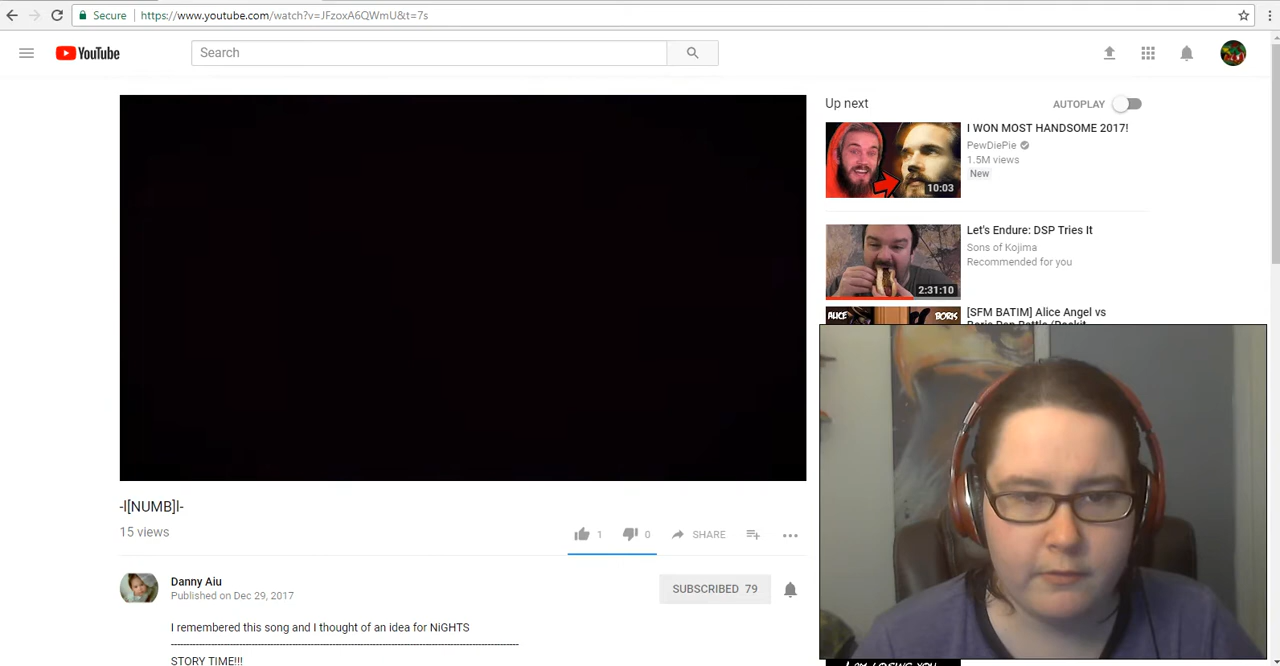 Secure
https://www.youtube.com/watch?v=JFzoxA6QWmU&t=7s
YouTube
Search
Up next
AUTOPLAY
I WON MOST HANDSOME 2017!
PewDiePie
1.5M views
New
10:03
Let's Endure: DSP Tries It
Sons of Kojima
Recommended for you
2:31:10
ALICE
BORIS
[SFM BATIM] Alice Angel vs
-l[NUMB]l-
15 views
1
0
SHARE
Danny Aiu
Published on Dec 29, 2017
SUBSCRIBED 79
I remembered this song and I thought of an idea for NiGHTS
STORY TIME!!!